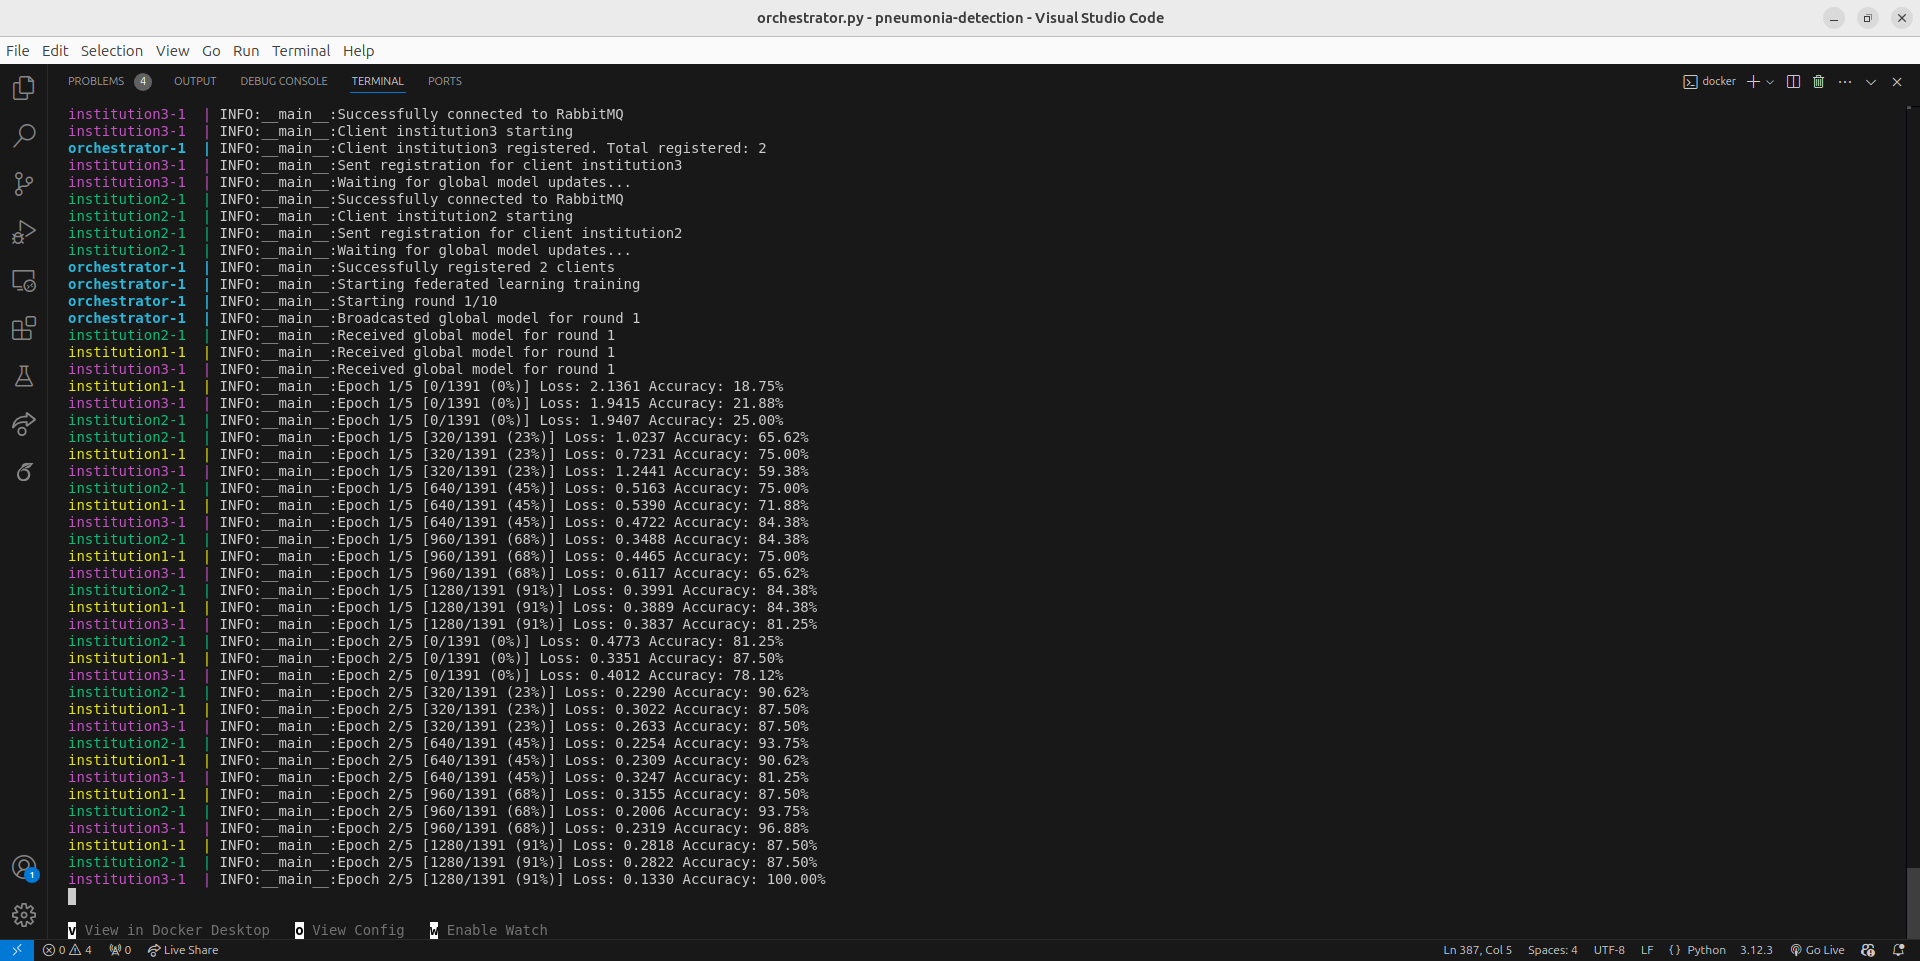 orchestrator.py - pneumonia-detection - Visual Studio Code
File Edit Selection View Go Run Terminal Help
PROBLEMS 4 OUTPUT DEBUG CONSOLE TERMINAL PORTS docker
institution3-1 | INFO:__main__:Successfully connected to RabbitMQ
institution3-1 | INFO:__main__:Client institution3 starting
orchestrator-1 | INFO:__main__:Client institution3 registered. Total registered: 2
institution3-1 | INFO:__main__:Sent registration for client institution3
institution3-1 | INFO:__main__:Waiting for global model updates...
institution2-1 | INFO:__main__:Successfully connected to RabbitMQ
institution2-1 | INFO:__main__:Client institution2 starting
institution2-1 | INFO:__main__:Sent registration for client institution2
institution2-1 | INFO:__main__:Waiting for global model updates...
orchestrator-1 | INFO:__main__:Successfully registered 2 clients
orchestrator-1 | INFO:__main__:Starting federated learning training
orchestrator-1 | INFO:__main__:Starting round 1/10
orchestrator-1 | INFO:__main__:Broadcasted global model for round 1
institution2-1 | INFO:__main__:Received global model for round 1
institution1-1 | INFO:__main__:Received global model for round 1
institution3-1 | INFO:__main__:Received global model for round 1
institution1-1 | INFO:__main__:Epoch 1/5 [0/1391 (0%)] Loss: 2.1361 Accuracy: 18.75%
institution3-1 | INFO:__main__:Epoch 1/5 [0/1391 (0%)] Loss: 1.9415 Accuracy: 21.88%
institution2-1 | INFO:__main__:Epoch 1/5 [0/1391 (0%)] Loss: 1.9407 Accuracy: 25.00%
institution2-1 | INFO:__main__:Epoch 1/5 [320/1391 (23%)] Loss: 1.0237 Accuracy: 65.62%
institution1-1 | INFO:__main__:Epoch 1/5 [320/1391 (23%)] Loss: 0.7231 Accuracy: 75.00%
institution3-1 | INFO:__main__:Epoch 1/5 [320/1391 (23%)] Loss: 1.2441 Accuracy: 59.38%
institution2-1 | INFO:__main__:Epoch 1/5 [640/1391 (45%)] Loss: 0.5163 Accuracy: 75.00%
institution1-1 | INFO:__main__:Epoch 1/5 [640/1391 (45%)] Loss: 0.5390 Accuracy: 71.88%
institution3-1 | INFO:__main__:Epoch 1/5 [640/1391 (45%)] Loss: 0.4722 Accuracy: 84.38%
institution2-1 | INFO:__main__:Epoch 1/5 [960/1391 (68%)] Loss: 0.3488 Accuracy: 84.38%
institution1-1 | INFO:__main__:Epoch 1/5 [960/1391 (68%)] Loss: 0.4465 Accuracy: 75.00%
institution3-1 | INFO:__main__:Epoch 1/5 [960/1391 (68%)] Loss: 0.6117 Accuracy: 65.62%
institution2-1 | INFO:__main__:Epoch 1/5 [1280/1391 (91%)] Loss: 0.3991 Accuracy: 84.38%
institution1-1 | INFO:__main__:Epoch 1/5 [1280/1391 (91%)] Loss: 0.3889 Accuracy: 84.38%
institution3-1 | INFO:__main__:Epoch 1/5 [1280/1391 (91%)] Loss: 0.3837 Accuracy: 81.25%
institution2-1 | INFO:__main__:Epoch 2/5 [0/1391 (0%)] Loss: 0.4773 Accuracy: 81.25%
institution1-1 | INFO:__main__:Epoch 2/5 [0/1391 (0%)] Loss: 0.3351 Accuracy: 87.50%
institution3-1 | INFO:__main__:Epoch 2/5 [0/1391 (0%)] Loss: 0.4012 Accuracy: 78.12%
institution2-1 | INFO:__main__:Epoch 2/5 [320/1391 (23%)] Loss: 0.2290 Accuracy: 90.62%
institution1-1 | INFO:__main__:Epoch 2/5 [320/1391 (23%)] Loss: 0.3022 Accuracy: 87.50%
institution3-1 | INFO:__main__:Epoch 2/5 [320/1391 (23%)] Loss: 0.2633 Accuracy: 87.50%
institution2-1 | INFO:__main__:Epoch 2/5 [640/1391 (45%)] Loss: 0.2254 Accuracy: 93.75%
institution1-1 | INFO:__main__:Epoch 2/5 [640/1391 (45%)] Loss: 0.2309 Accuracy: 90.62%
institution3-1 | INFO:__main__:Epoch 2/5 [640/1391 (45%)] Loss: 0.3247 Accuracy: 81.25%
institution1-1 | INFO:__main__:Epoch 2/5 [960/1391 (68%)] Loss: 0.3155 Accuracy: 87.50%
institution2-1 | INFO:__main__:Epoch 2/5 [960/1391 (68%)] Loss: 0.2006 Accuracy: 93.75%
institution3-1 | INFO:__main__:Epoch 2/5 [960/1391 (68%)] Loss: 0.2319 Accuracy: 96.88%
institution1-1 | INFO:__main__:Epoch 2/5 [1280/1391 (91%)] Loss: 0.2818 Accuracy: 87.50%
institution2-1 | INFO:__main__:Epoch 2/5 [1280/1391 (91%)] Loss: 0.2822 Accuracy: 87.50%
institution3-1 | INFO:__main__:Epoch 2/5 [1280/1391 (91%)] Loss: 0.1330 Accuracy: 100.00%
1
v View in Docker Desktop o View Config w Enable Watch
0 4 0 Live Share Ln 387, Col 5 Spaces: 4 UTF-8 LF {} Python 3.12.3 Go Live